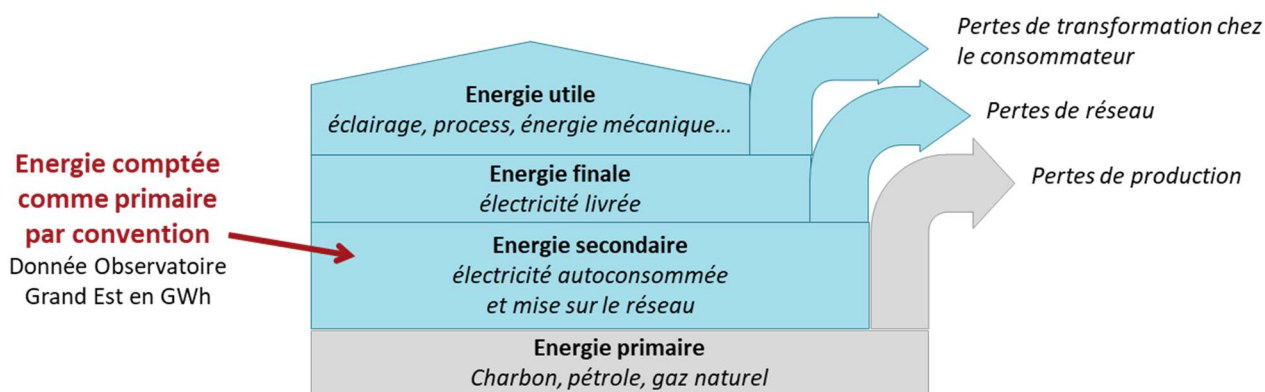 Pertes de transformation chez
le consommateur
Energie utile
éclairage, process, énergie mécanique...
Pertes de réseau
Energie comptée
comme primaire
par convention
Donnée Observatoire
Grand Est en GWh
Energie finale
électricité livrée
Pertes de production
Energie secondaire
électricité autoconsommée
et mise sur le réseau
Energie primaire
Charbon, pétrole, gaz naturel